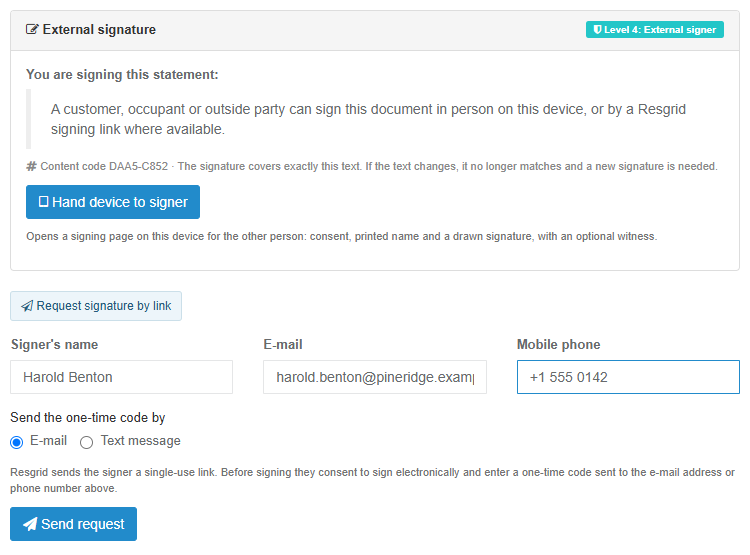 External signature
Level 4: External signer
You are signing this statement:
A customer, occupant or outside party can sign this document in person on this device, or by a Resgrid
signing link where available.
# Content code DAA5-C852 · The signature covers exactly this text. If the text changes, it no longer matches and a new signature is needed.
Hand device to signer
Opens a signing page on this device for the other person: consent, printed name and a drawn signature, with an optional witness.
Request signature by link
Signer's name
E-mail
Mobile phone
Harold Benton
harold.benton@pineridge.examp
+1 555 0142
Send the one-time code by
E-mail
Text message
Resgrid sends the signer a single-use link. Before signing they consent to sign electronically and enter a one-time code sent to the e-mail address or
phone number above.
Send request